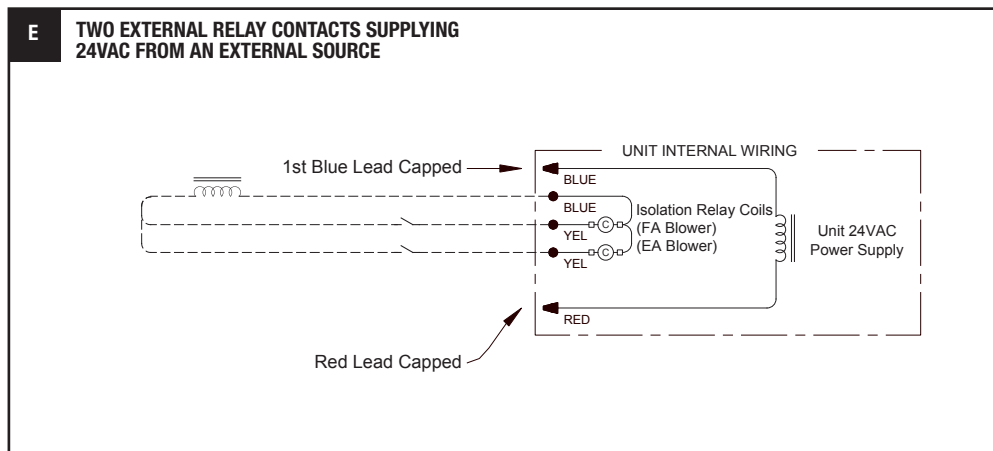 E
TWO EXTERNAL RELAY CONTACTS SUPPLYING
24VAC FROM AN EXTERNAL SOURCE
UNIT INTERNAL WIRING
1st Blue Lead Capped
BLUE
BLUE
Isolation Relay Coils
(FA Blower)
(EA Blower)
C
YEL
C
YEL
Unit 24VAC
Power Supply
RED
Red Lead Capped